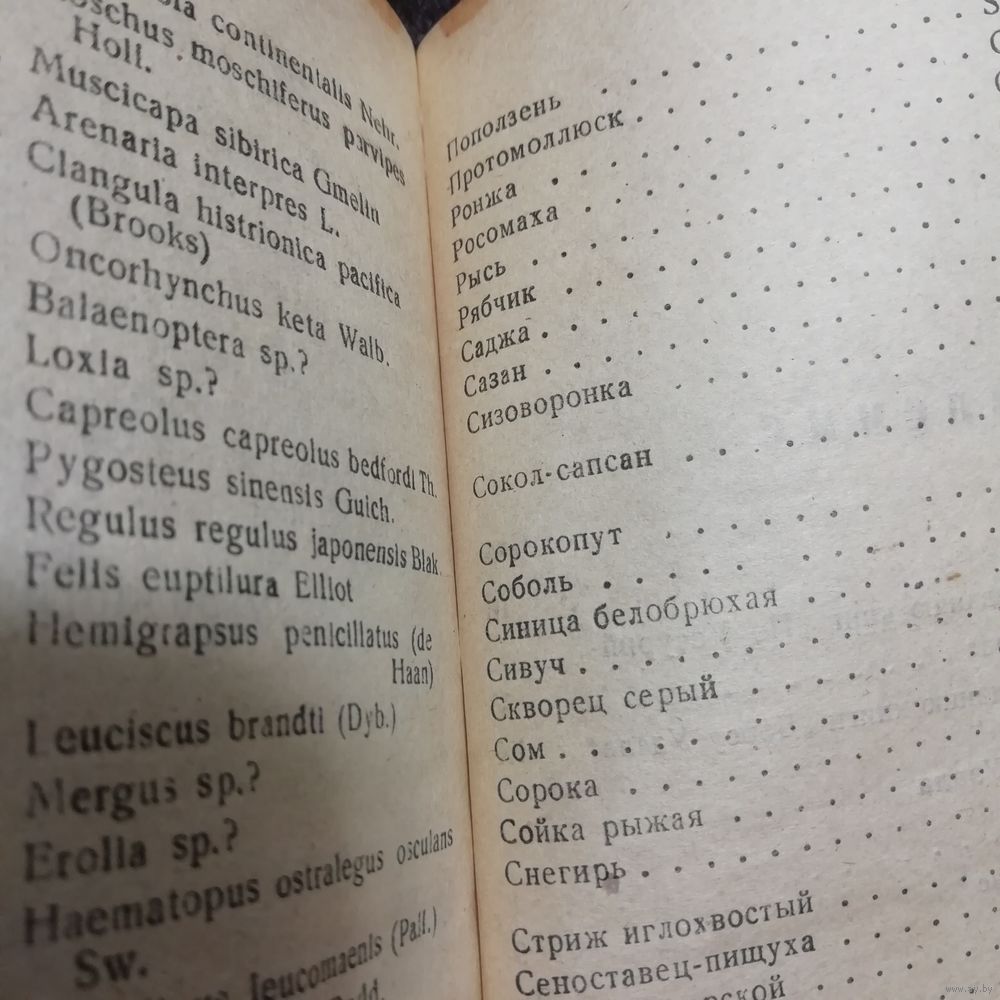 continentalis Nehr.
moschiferus parvipes
Holl.
Muscicapa sibirica Gmelin
Arenaria interpres L.
Clangula histrionica pacifica
(Brooks)
Oncorhynchus keta Walb.
Balaenoptera sp.?
Loxia sp.?
Capreolus capreolus bedfordi Th.
Pygosteus sinensis Guich.
Regulus regulus japonensis Blak.
Felis euptilura Elliot
Hemigrapsus penicillatus (de
Haan)
Leuciscus brandti (Dyb.)
Mergus sp.?
Erolia sp.?
Haematopus ostralegus osculans
Sw.
leucomaenis (Pall.)
Поползень
Протомоллюск
Ронжа
Росомаха
Рысь
Рябчик
Саджа
Сазан
Сизоворонка
Сокол-сапсан
Сорокопут
Соболь
Синица белобрюхая
Сивуч
Скворец серый
Сом
Сорока
Сойка рыжая
Снегирь
Стриж иглохвостый
Сеноставец-пищуха
www.ay.by